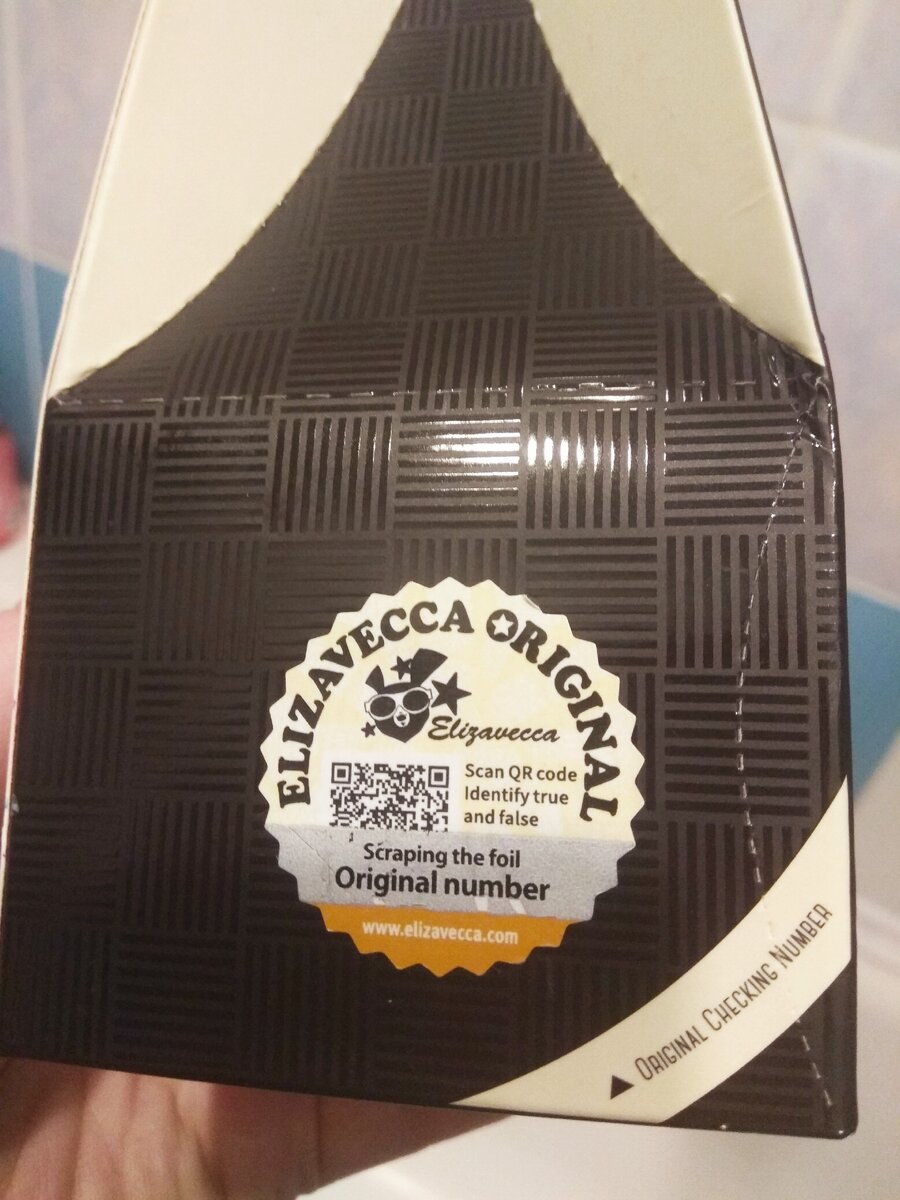 ELIZAVECCA ORIGINAL
Elizavecca
Scan QR code
Identify true
and false
Scraping the foil
Original number
www.elizavecca.com
ORIGINAL CHECKING NUMBER